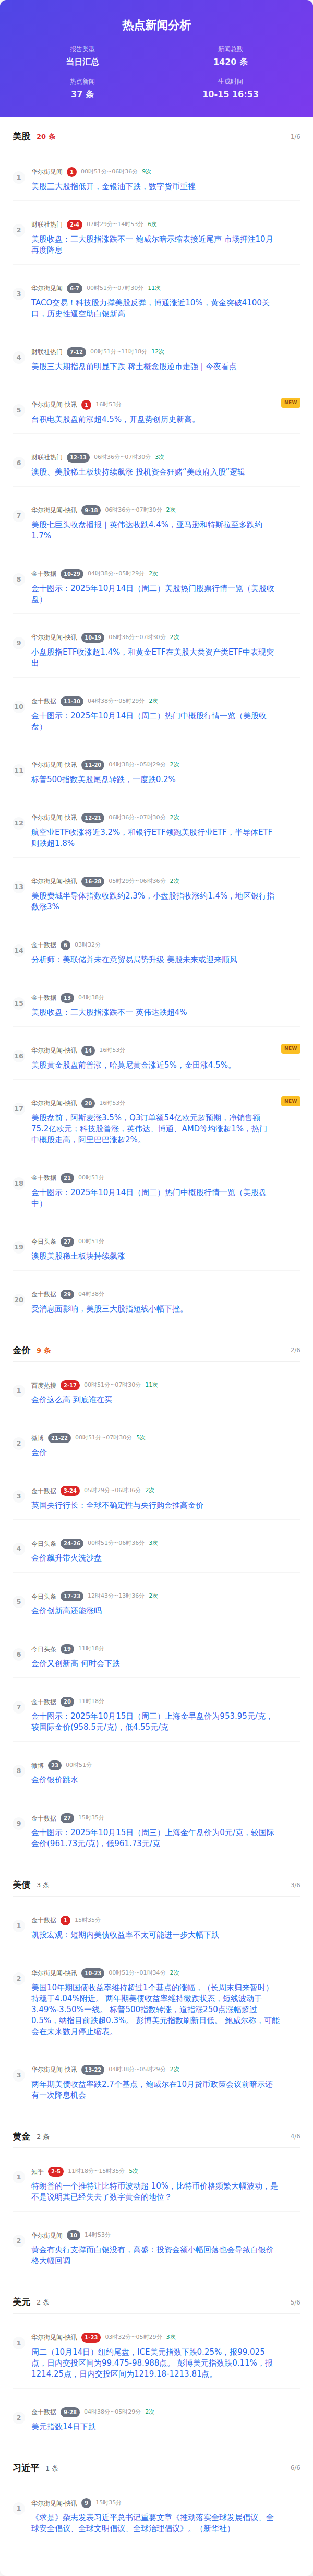 热点新闻分析
报告类型
新闻总数
当日汇总
1420 条
热点新闻
生成时间
37 条
10-15 16:53
美股 20 条 1/6
1 华尔街见闻 1 00时51分~06时36分 9次
美股三大股指低开，金银油下跌，数字货币重挫
2 财联社热门 2-4 07时29分~14时53分 6次
美股收盘：三大股指涨跌不一 鲍威尔暗示缩表接近尾声 市场押注10月
再度降息
3 华尔街见闻 6-7 00时51分~07时30分 11次
TACO交易！科技股力撑美股反弹，博通涨近10%，黄金突破4100关
口，历史性逼空助白银新高
4 财联社热门 7-12 00时51分~11时18分 12次
美股三大期指盘前明显下跌 稀土概念股逆市走强 | 今夜看点
5 华尔街见闻-快讯 1 16时53分 NEW
台积电美股盘前涨超4.5%，开盘势创历史新高。
6 财联社热门 12-13 06时36分~07时30分 3次
澳股、美股稀土板块持续飙涨 投机资金狂赌“美政府入股”逻辑
7 华尔街见闻-快讯 9-18 06时36分~07时30分 2次
美股七巨头收盘播报｜英伟达收跌4.4%，亚马逊和特斯拉至多跌约
1.7%
8 金十数据 10-29 04时38分~05时29分 2次
金十图示：2025年10月14日（周二）美股热门股票行情一览（美股收
盘）
9 华尔街见闻-快讯 10-19 06时36分~07时30分 2次
小盘股指ETF收涨超1.4%，和黄金ETF在美股大类资产类ETF中表现突
出
10 金十数据 11-30 04时38分~05时29分 2次
金十图示：2025年10月14日（周二）热门中概股行情一览（美股收
盘）
11 华尔街见闻-快讯 11-20 04时38分~05时29分 2次
标普500指数美股尾盘转跌，一度跌0.2%
12 华尔街见闻-快讯 12-21 06时36分~07时30分 2次
航空业ETF收涨将近3.2%，和银行ETF领跑美股行业ETF，半导体ETF
则跌超1.8%
13 华尔街见闻-快讯 16-28 05时29分~06时36分 2次
美股费城半导体指数收跌约2.3%，小盘股指收涨约1.4%，地区银行指
数涨3%
14 金十数据 6 03时32分
分析师：美联储并未在意贸易局势升级 美股未来或迎来顺风
15 金十数据 13 04时38分
美股收盘：三大股指涨跌不一 英伟达跌超4%
16 华尔街见闻-快讯 14 16时53分 NEW
美股黄金股盘前普涨，哈莫尼黄金涨近5%，金田涨4.5%。
17 华尔街见闻-快讯 20 16时53分 NEW
美股盘前，阿斯麦涨3.5%，Q3订单额54亿欧元超预期，净销售额
75.2亿欧元；科技股普涨，英伟达、博通、AMD等均涨超1%，热门
中概股走高，阿里巴巴涨超2%。
18 金十数据 21 00时51分
金十图示：2025年10月14日（周二）热门中概股行情一览（美股盘
中）
19 今日头条 27 00时51分
澳股美股稀土板块持续飙涨
20 金十数据 29 04时38分
受消息面影响，美股三大股指短线小幅下挫。
金价 9 条 2/6
1 百度热搜 2-17 00时51分~07时30分 11次
金价这么高 到底谁在买
2 微博 21-22 00时51分~07时30分 5次
金价
3 金十数据 3-24 05时29分~06时36分 2次
英国央行行长：全球不确定性与央行购金推高金价
4 今日头条 24-26 00时51分~06时36分 3次
金价飙升带火洗沙盘
5 今日头条 17-23 12时43分~13时36分 2次
金价创新高还能涨吗
6 今日头条 19 11时18分
金价又创新高 何时会下跌
7 金十数据 20 11时18分
金十图示：2025年10月15日（周三）上海金早盘价为953.95元/克，
较国际金价(958.5元/克)，低4.55元/克
8 微博 23 00时51分
金价银价跳水
9 金十数据 27 15时35分
金十图示：2025年10月15日（周三）上海金午盘价为0元/克，较国际
金价(961.73元/克)，低961.73元/克
美债 3 条 3/6
1 金十数据 1 15时35分
凯投宏观：短期内美债收益率不太可能进一步大幅下跌
2 华尔街见闻-快讯 10-23 00时51分~01时34分 2次
美国10年期国债收益率维持超过1个基点的涨幅，（长周末归来暂时）
持稳于4.04%附近。 两年期美债收益率维持微跌状态，短线波动于
3.49%-3.50%一线。 标普500指数转涨，道指涨250点涨幅超过
0.5%，纳指目前跌超0.3%。 彭博美元指数刷新日低。 鲍威尔称，可能
会在未来数月停止缩表。
3 华尔街见闻-快讯 13-22 04时38分~05时29分 2次
两年期美债收益率跌2.7个基点，鲍威尔在10月货币政策会议前暗示还
有一次降息机会
黄金 2 条 4/6
1 知乎 2-5 11时18分~15时35分 5次
特朗普的一个推特让比特币波动超 10%，比特币价格频繁大幅波动，是
不是说明其已经失去了数字黄金的地位？
2 华尔街见闻 10 14时53分
黄金有央行支撑而白银没有，高盛：投资金额小幅回落也会导致白银价
格大幅回调
美元 2 条 5/6
1 华尔街见闻-快讯 1-23 03时32分~05时29分 3次
周二（10月14日）纽约尾盘，ICE美元指数下跌0.25%，报99.025
点，日内交投区间为99.475-98.988点。 彭博美元指数跌0.11%，报
1214.25点，日内交投区间为1219.18-1213.81点。
2 金十数据 9-28 04时38分~05时29分 2次
美元指数14日下跌
习近平 1 条 6/6
1 华尔街见闻-快讯 9 15时35分
《求是》杂志发表习近平总书记重要文章《推动落实全球发展倡议、全
球安全倡议、全球文明倡议、全球治理倡议》。（新华社）